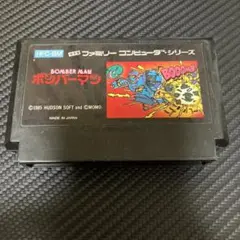 HFC-BM
ファミリー コンピュータ・シリーズ
BOMBER MAN
ボンバーマン
BOOOM!
©1985 HUDSON SOFT
MADE IN JAPAN